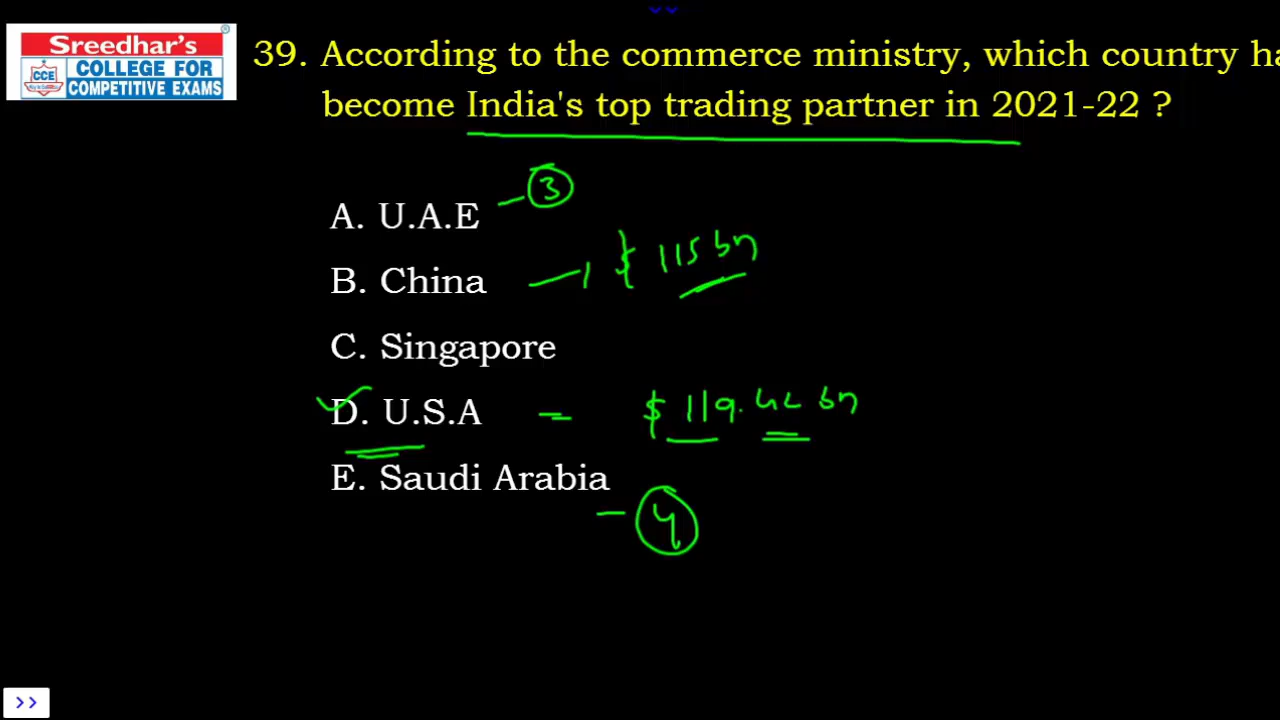 Sreedhar's
CCE
COLLEGE FOR
COMPETITIVE EXAMS
39. According to the commerce ministry, which country ha
become India's top trading partner in 2021-22 ?
A. U.A.E - 3
B. China - 1 $ 115 bn
C. Singapore
D. U.S.A = $ 119.42 bn
E. Saudi Arabia - 4
>>